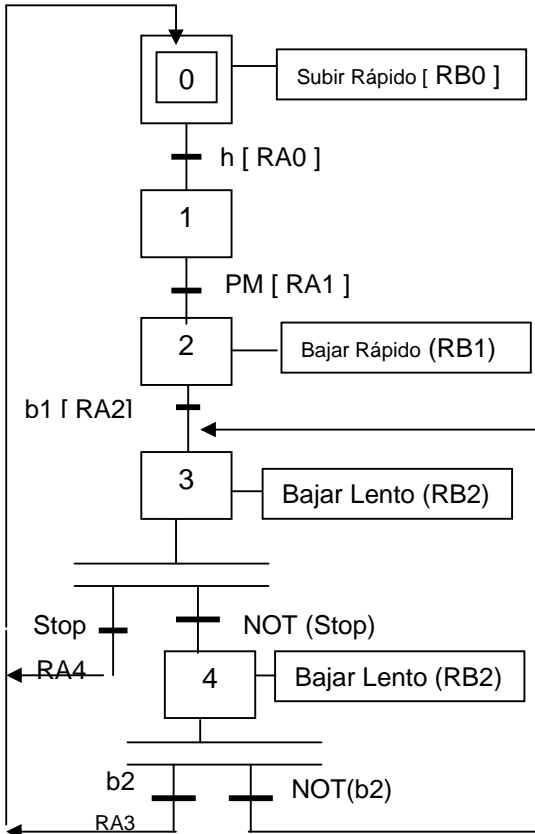 0
Subir Rápido [ RB0 ]
h [ RA0 ]
1
PM [ RA1 ]
2
Bajar Rápido (RB1)
b1 [ RA2]
3
Bajar Lento (RB2)
Stop
NOT (Stop)
RA4
4
Bajar Lento (RB2)
b2
NOT(b2)
RA3